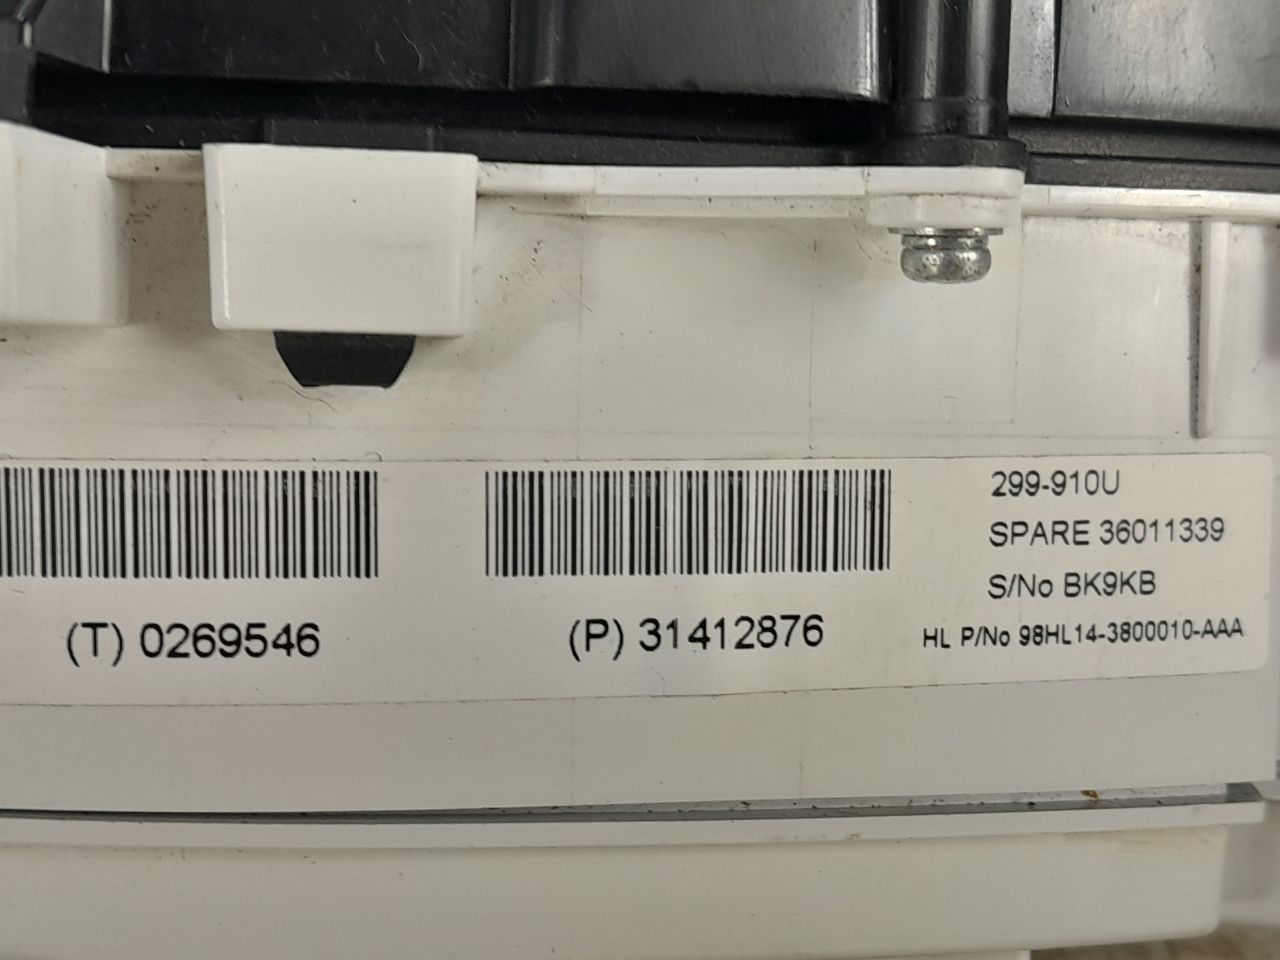 299-910U
SPARE 36011339
S/No BK9KB
(T) 0269546
(P) 31412876
HL P/No 98HL14-3800010-AAA